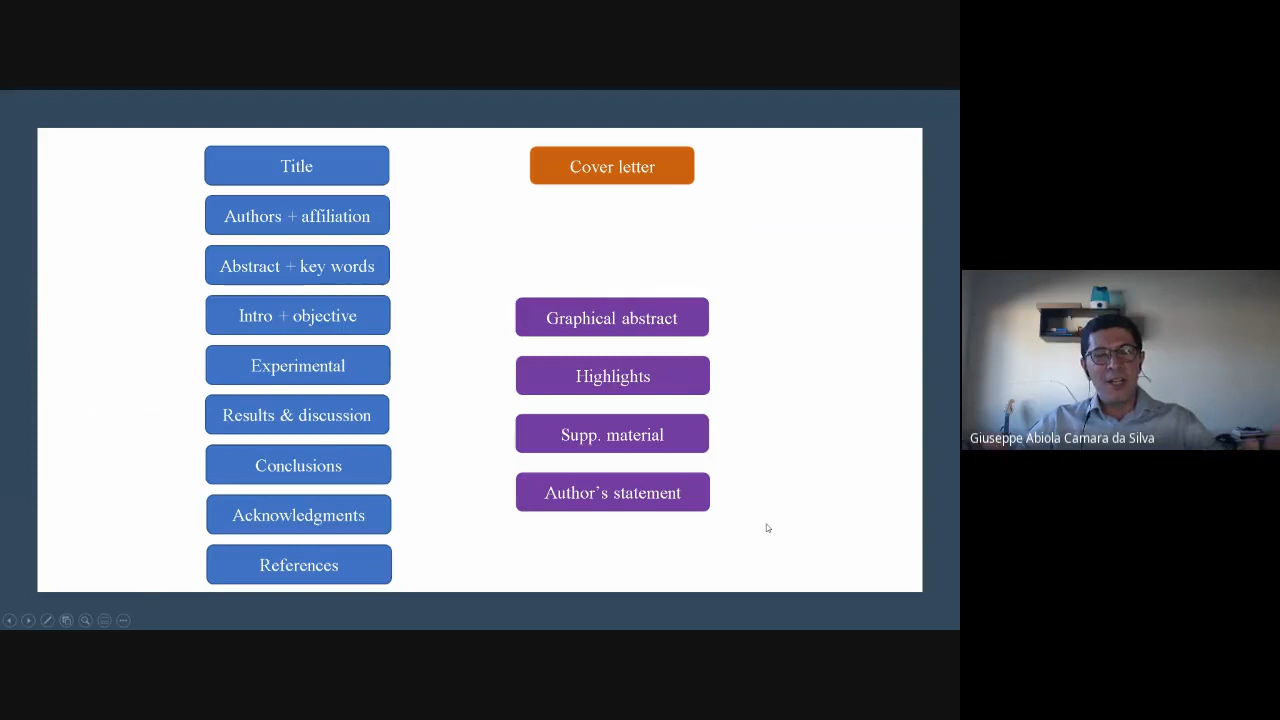 Title
Authors + affiliation
Abstract + key words
Intro + objective
Experimental
Results & discussion
Conclusions
Acknowledgments
References
Cover letter
Graphical abstract
Highlights
Supp. material
Author’s statement
Giuseppe Abiola Camara da Silva